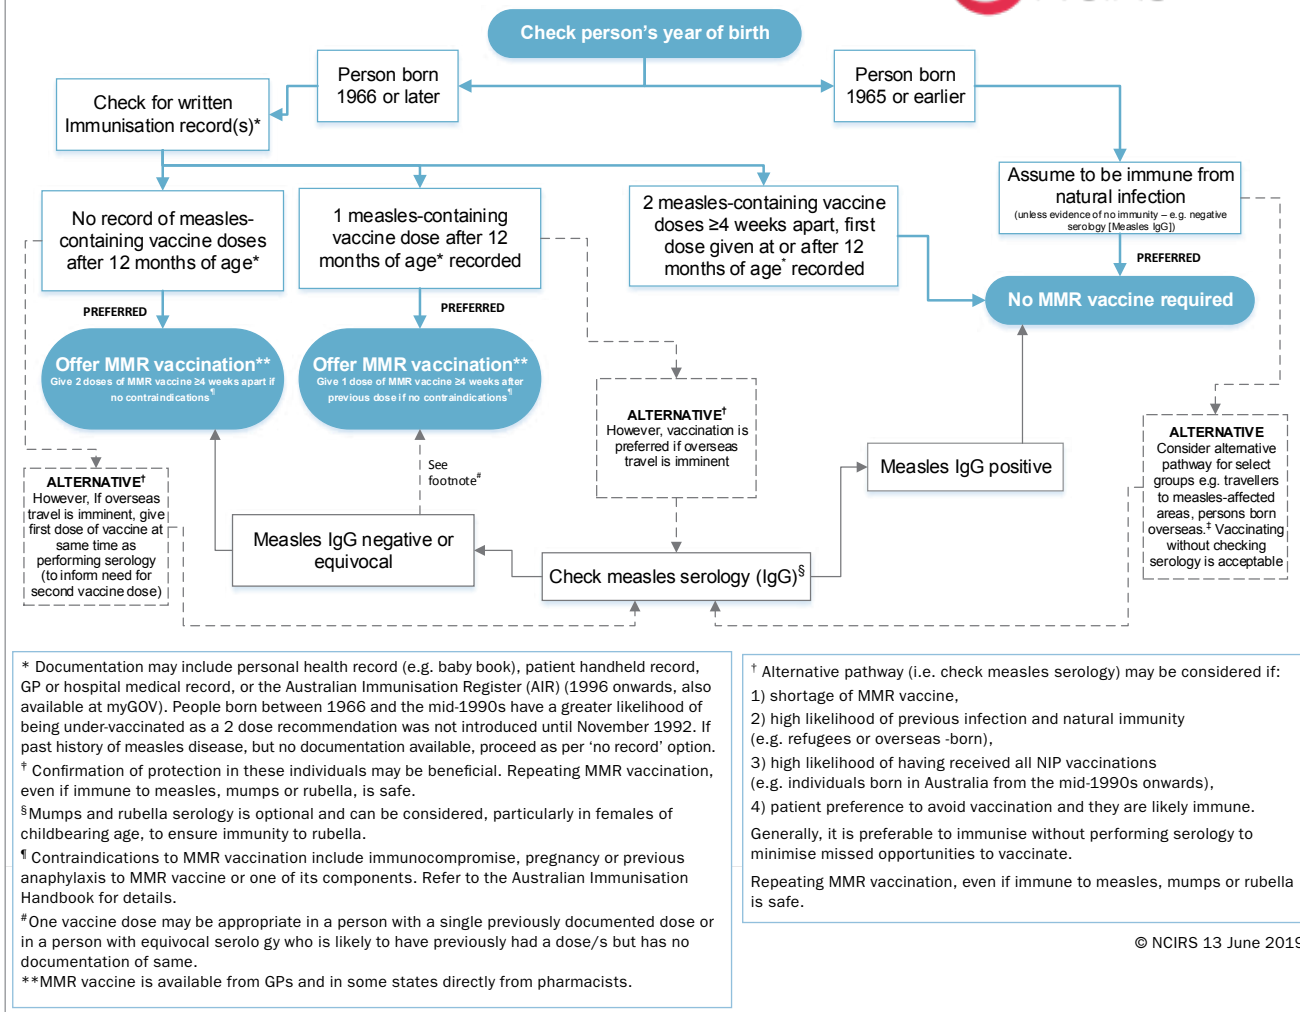 Check person's year of birth
Person born
1966 or later
Person born
1965 or earlier
Check for written
Immunisation record(s)*
No record of measles-
containing vaccine doses
after 12 months of age*
1 measles-containing
vaccine dose after 12
months of age* recorded
2 measles-containing vaccine
doses ≥4 weeks apart, first
dose given at or after 12
months of age* recorded
Assume to be immune from
natural infection
(unless evidence of no immunity – e.g. negative
serology [Measles IgG])
PREFERRED
PREFERRED
PREFERRED
No MMR vaccine required
Offer MMR vaccination**
Give 2 doses of MMR vaccine ≥4 weeks apart if
no contraindications¶
Offer MMR vaccination**
Give 1 dose of MMR vaccine ≥4 weeks after
previous dose if no contraindications¶
ALTERNATIVE†
However, vaccination is
preferred if overseas
travel is imminent
ALTERNATIVE
Consider alternative
pathway for select
groups e.g. travellers
to measles-affected
areas, persons born
overseas.‡ Vaccinating
without checking
serology is acceptable
ALTERNATIVE†
However, If overseas
travel is imminent, give
first dose of vaccine at
same time as
performing serology
(to inform need for
second vaccine dose)
See
footnote#
Measles IgG positive
Measles IgG negative or
equivocal
Check measles serology (IgG)§
* Documentation may include personal health record (e.g. baby book), patient handheld record,
GP or hospital medical record, or the Australian Immunisation Register (AIR) (1996 onwards, also
available at myGOV). People born between 1966 and the mid-1990s have a greater likelihood of
being under-vaccinated as a 2 dose recommendation was not introduced until November 1992. If
past history of measles disease, but no documentation available, proceed as per 'no record' option.
† Confirmation of protection in these individuals may be beneficial. Repeating MMR vaccination,
even if immune to measles, mumps or rubella, is safe.
§Mumps and rubella serology is optional and can be considered, particularly in females of
childbearing age, to ensure immunity to rubella.
¶ Contraindications to MMR vaccination include immunocompromise, pregnancy or previous
anaphylaxis to MMR vaccine or one of its components. Refer to the Australian Immunisation
Handbook for details.
#One vaccine dose may be appropriate in a person with a single previously documented dose or
in a person with equivocal serolo gy who is likely to have previously had a dose/s but has no
documentation of same.
**MMR vaccine is available from GPs and in some states directly from pharmacists.
† Alternative pathway (i.e. check measles serology) may be considered if:
1) shortage of MMR vaccine,
2) high likelihood of previous infection and natural immunity
(e.g. refugees or overseas -born),
3) high likelihood of having received all NIP vaccinations
(e.g. individuals born in Australia from the mid-1990s onwards),
4) patient preference to avoid vaccination and they are likely immune.
Generally, it is preferable to immunise without performing serology to
minimise missed opportunities to vaccinate.
Repeating MMR vaccination, even if immune to measles, mumps or rubella
is safe.
© NCIRS 13 June 2019